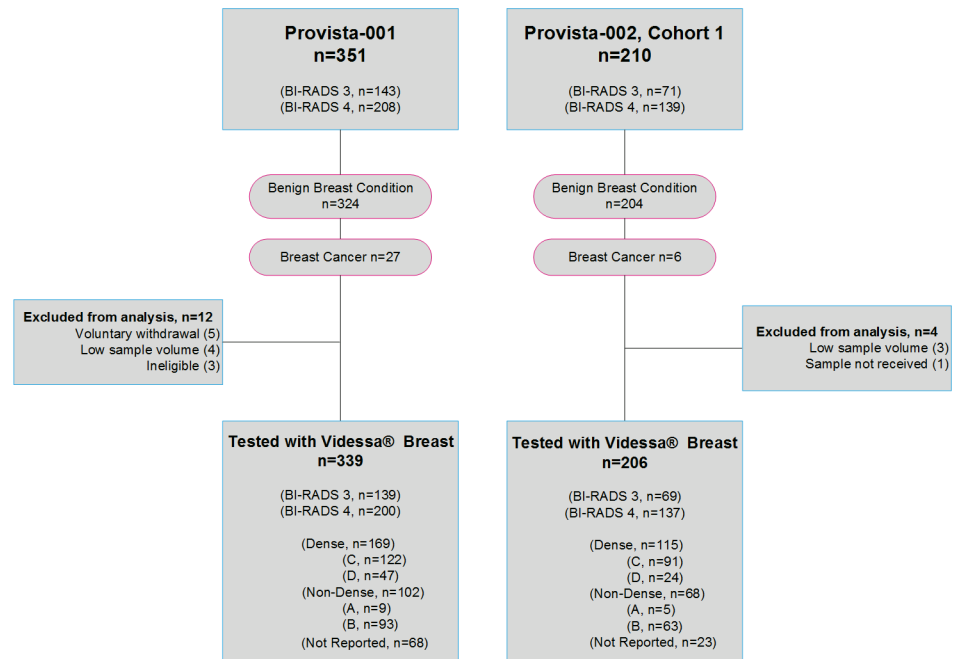 Provista-001
n=351
(BI-RADS 3, n=143)
(BI-RADS 4, n=208)
Benign Breast Condition
n=324
Breast Cancer n=27
Excluded from analysis, n=12
Voluntary withdrawal (5)
Low sample volume (4)
Ineligible (3)
Tested with Videssa® Breast
n=339
(BI-RADS 3, n=139)
(BI-RADS 4, n=200)
(Dense, n=169)
(C, n=122)
(D, n=47)
(Non-Dense, n=102)
(A, n=9)
(B, n=93)
(Not Reported, n=68)
Provista-002, Cohort 1
n=210
(BI-RADS 3, n=71)
(BI-RADS 4, n=139)
Benign Breast Condition
n=204
Breast Cancer n=6
Excluded from analysis, n=4
Low sample volume (3)
Sample not received (1)
Tested with Videssa® Breast
n=206
(BI-RADS 3, n=69)
(BI-RADS 4, n=137)
(Dense, n=115)
(C, n=91)
(D, n=24)
(Non-Dense, n=68)
(A, n=5)
(B, n=63)
(Not Reported, n=23)